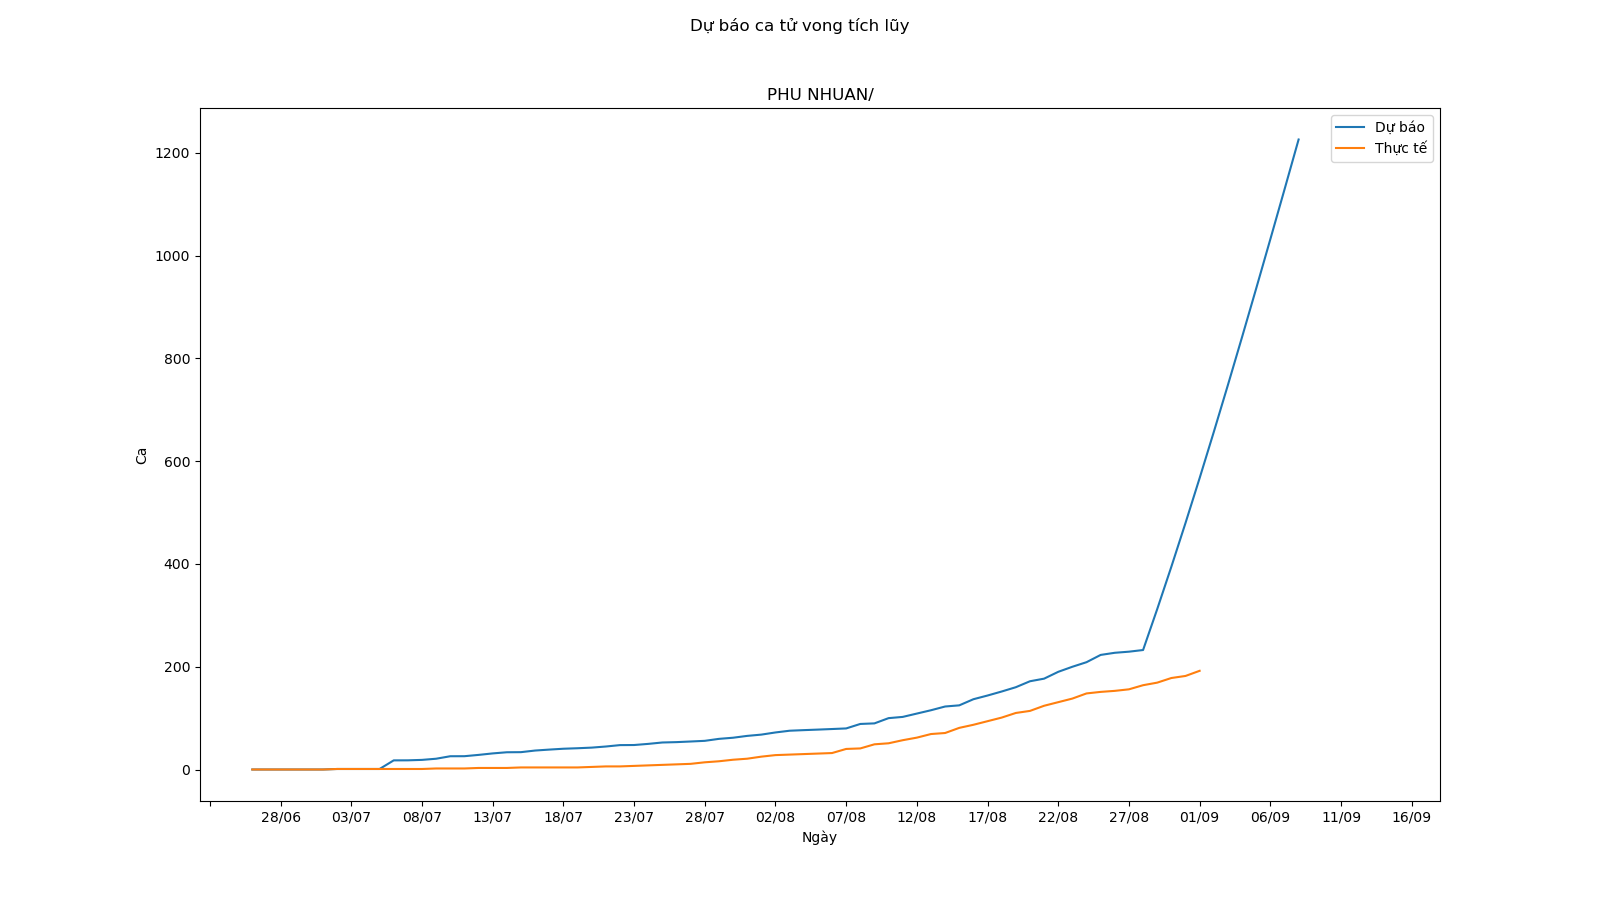 Dự báo ca tử vong tích lũy
PHU NHUAN/
Dự báo
Thực tế
1200
1000
800
600
400
200
0
Ca
28/06 03/07 08/07 13/07 18/07 23/07 28/07 02/08 07/08 12/08 17/08 22/08 27/08 01/09 06/09 11/09 16/09
Ngày